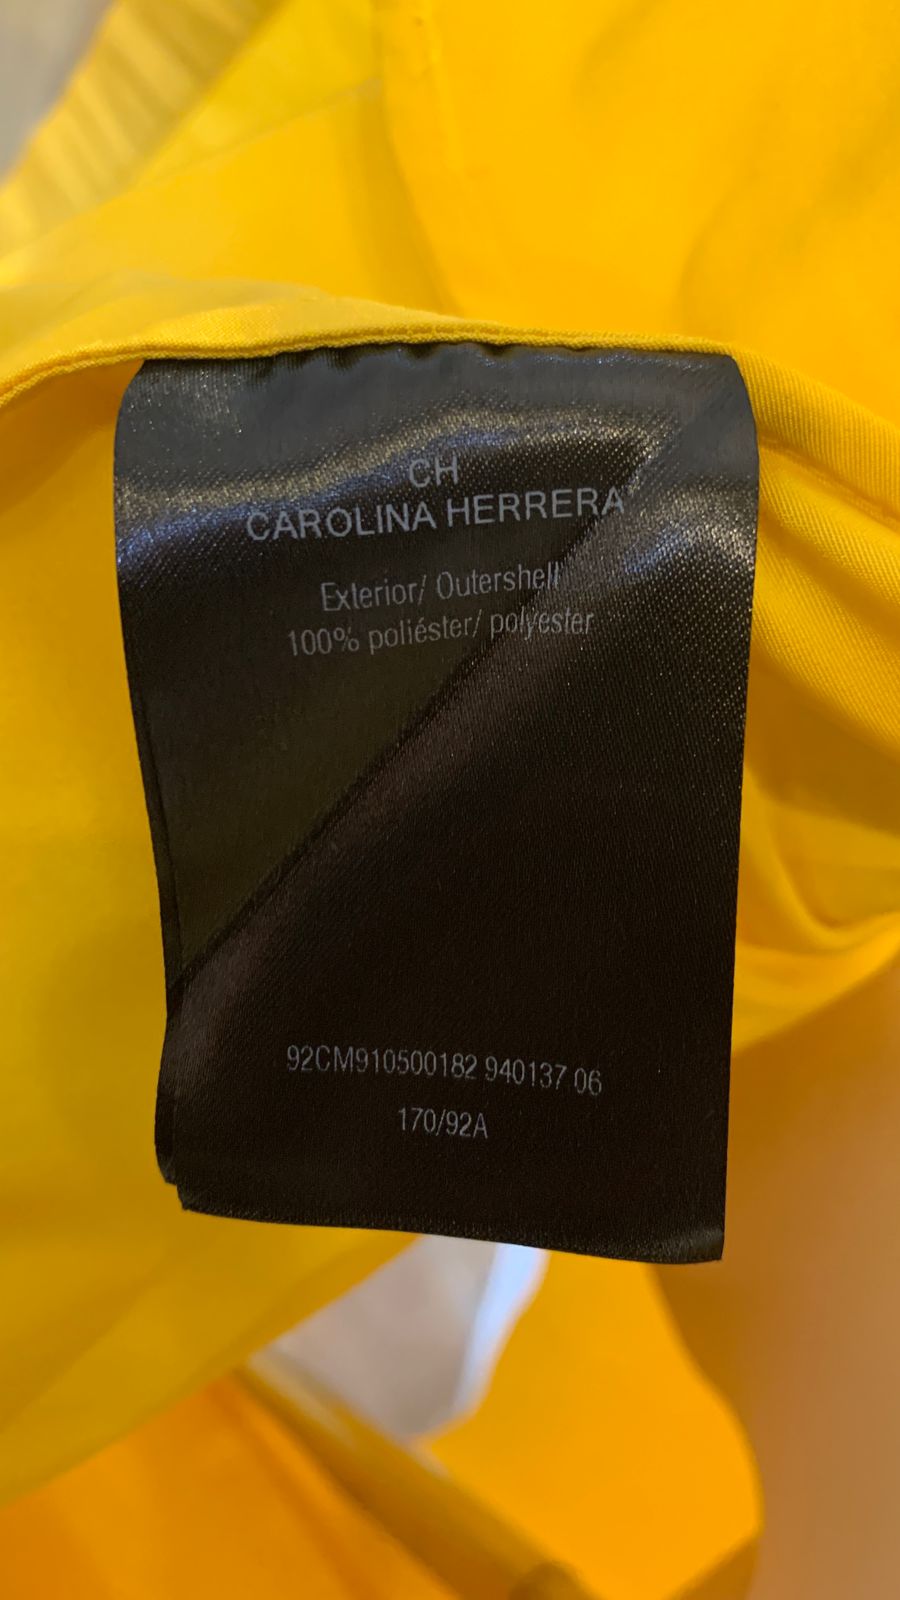 CH
CAROLINA HERRERA
Exterior/ Outershell
100% poliéster/ polyester
92CM910500182 940137 06
170/92A